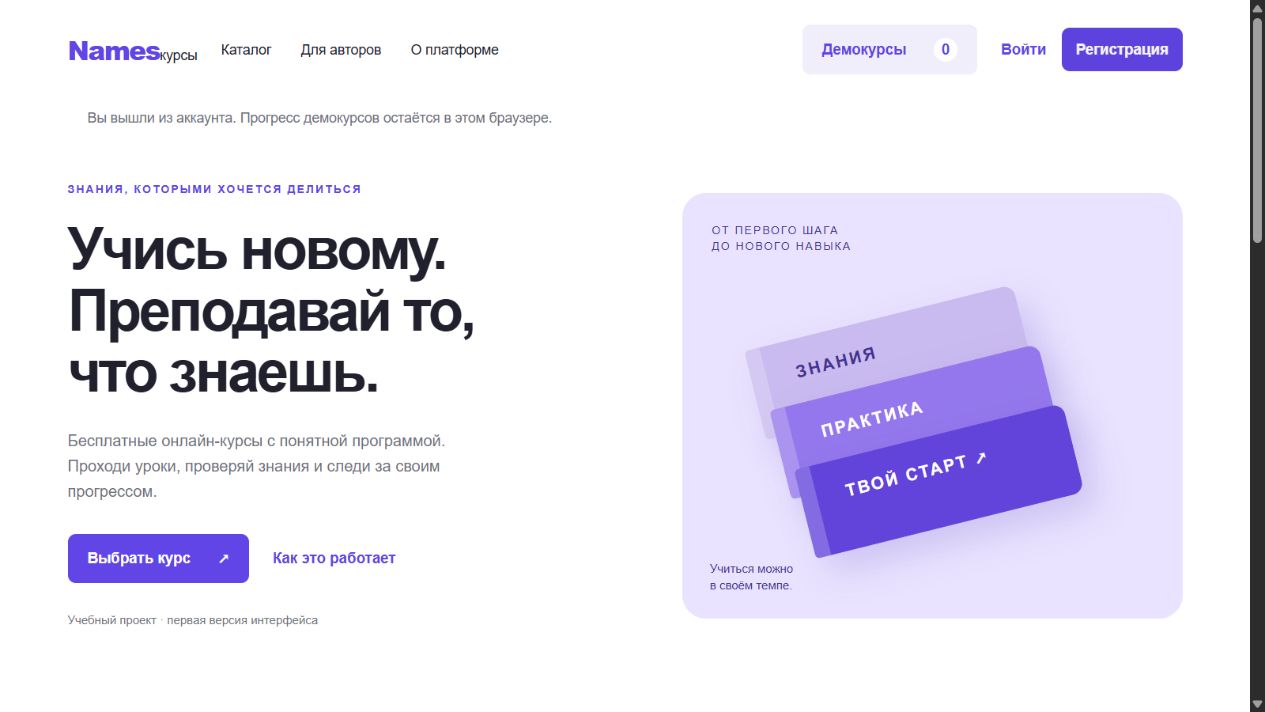 Names курсы
Каталог
Для авторов
О платформе
Демокурсы 0
Войти
Регистрация
Вы вышли из аккаунта. Прогресс демокурсов остаётся в этом браузере.
ЗНАНИЯ, КОТОРЫМИ ХОЧЕТСЯ ДЕЛИТЬСЯ
Учись новому.
Преподавай то,
что знаешь.
Бесплатные онлайн-курсы с понятной программой.
Проходи уроки, проверяй знания и следи за своим
прогрессом.
Выбрать курс ↗
Как это работает
Учебный проект · первая версия интерфейса
ОТ ПЕРВОГО ШАГА
ДО НОВОГО НАВЫКА
ЗНАНИЯ
ПРАКТИКА
ТВОЙ СТАРТ ↗
Учиться можно
в своём темпе.